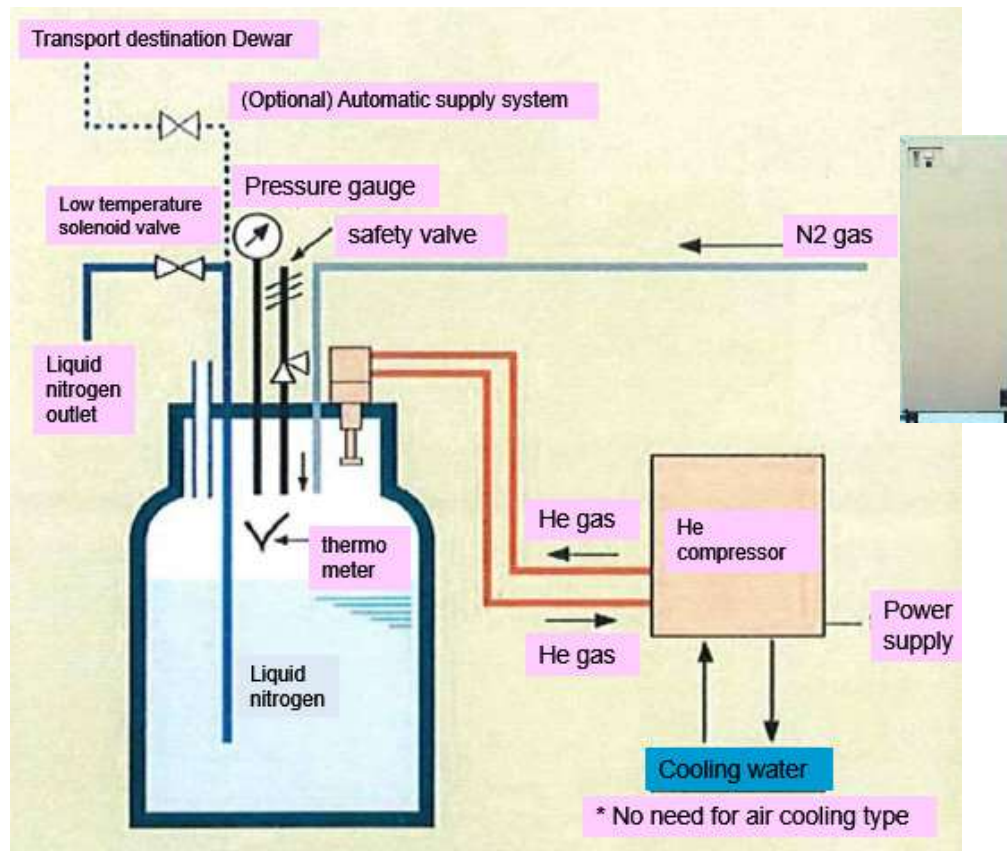 Transport destination Dewar
(Optional) Automatic supply system
Pressure gauge
Low temperature
solenoid valve
safety valve
N2 gas
Liquid
nitrogen
outlet
thermo
meter
He gas
He
compressor
He gas
Power
supply
Liquid
nitrogen
Cooling water
* No need for air cooling type